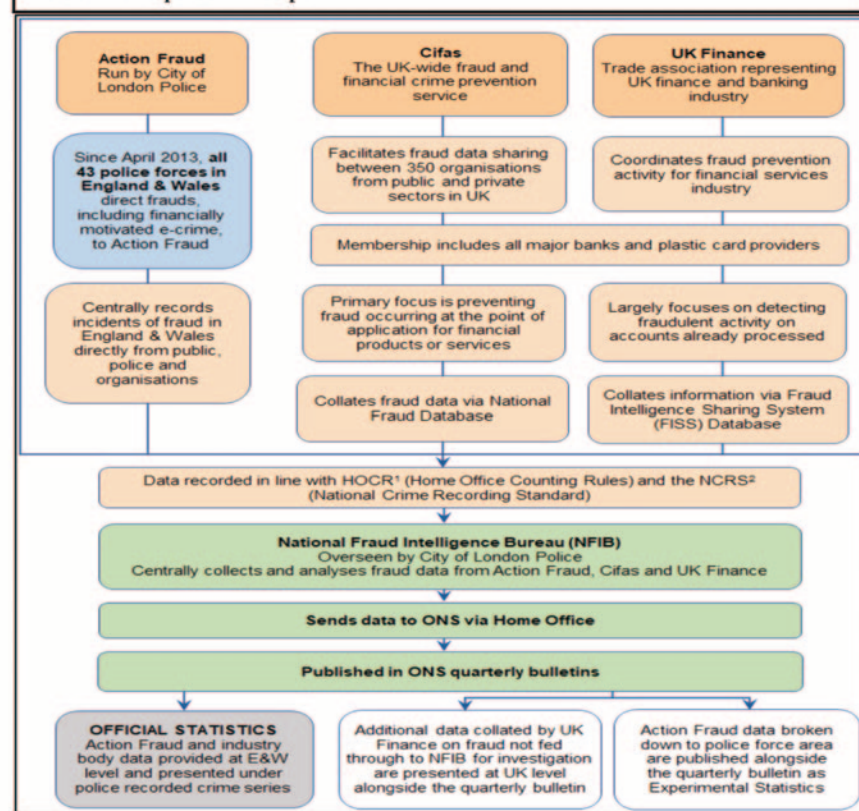 Action Fraud
Run by City of
London Police
Since April 2013, all
43 police forces in
England & Wales
direct frauds,
including financially
motivated e-crime,
to Action Fraud
Centrally records
incidents of fraud in
England & Wales
directly from public,
police and
organisations
Cifas
The UK-wide fraud and
financial crime prevention
service
Facilitates fraud data sharing
between 350 organisations
from public and private
sectors in UK
UK Finance
Trade association representing
UK finance and banking
industry
Coordinates fraud prevention
activity for financial services
industry
Membership includes all major banks and plastic card providers
Primary focus is preventing
fraud occurring at the point of
application for financial
products or services
Collates fraud data via National
Fraud Database
Largely focuses on detecting
fraudulent activity on
accounts already processed
Collates information via Fraud
Intelligence Sharing System
(FISS) Database
Data recorded in line with HOCR¹ (Home Office Counting Rules) and the NCRS²
(National Crime Recording Standard)
National Fraud Intelligence Bureau (NFIB)
Overseen by City of London Police
Centrally collects and analyses fraud data from Action Fraud, Cifas and UK Finance
Sends data to ONS via Home Office
Published in ONS quarterly bulletins
OFFICIAL STATISTICS
Action Fraud and industry
body data provided at E&W
level and presented under
police recorded crime series
Additional data collated by UK
Finance on fraud not fed
through to NFIB for investigation
are presented at UK level
alongside the quarterly bulletin
Action Fraud data broken
down to police force area
are published alongside
the quarterly bulletin as
Experimental Statistics